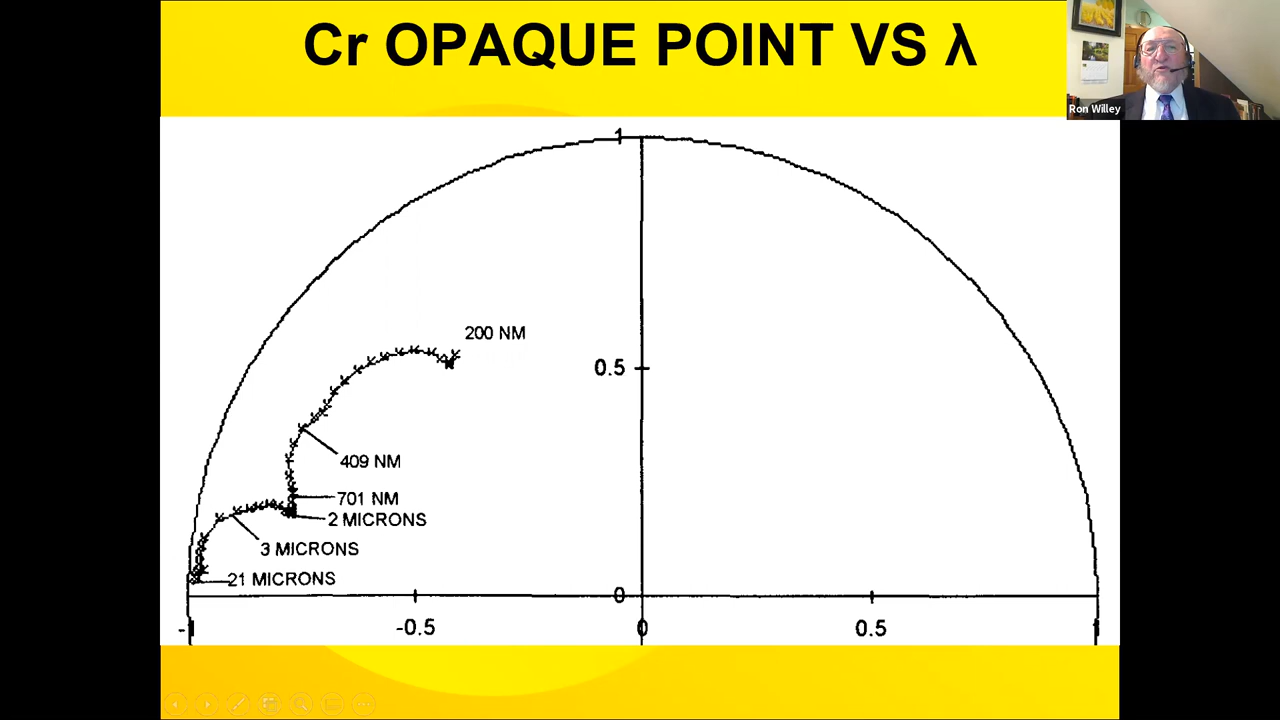 Cr OPAQUE POINT VS λ
Ron Willey
1
200 NM
0.5
409 NM
701 NM
2 MICRONS
3 MICRONS
21 MICRONS
0
-1
-0.5
0
0.5
1